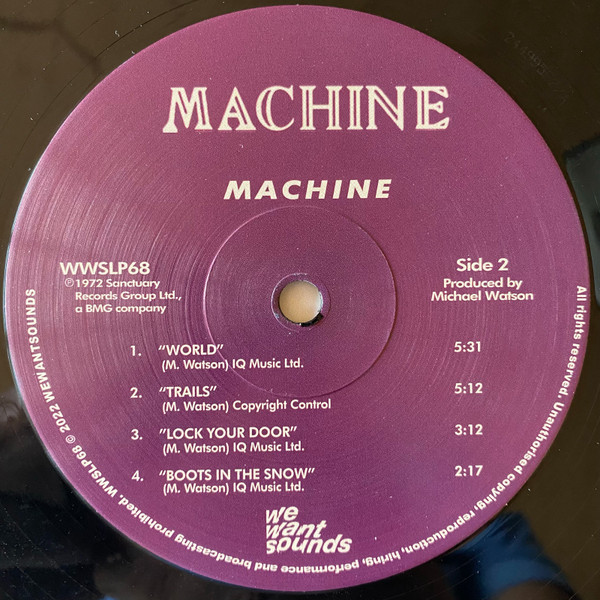 MACHINE
MACHINE
WWSLP68
℗ 1972 Sanctuary
Records Group Ltd.,
a BMG company
Side 2
Produced by
Michael Watson
1. “WORLD” 5:31
(M. Watson) IQ Music Ltd.
2. “TRAILS” 5:12
(M. Watson) Copyright Control
3. “LOCK YOUR DOOR” 3:12
(M. Watson) IQ Music Ltd.
4. “BOOTS IN THE SNOW” 2:17
(M. Watson) IQ Music Ltd.
we
want
sounds
All rights reserved. Unauthorised copying, reproduction, hiring, performance and broadcasting prohibited. WWSLP68 © 2022 WEWANTSOUNDS